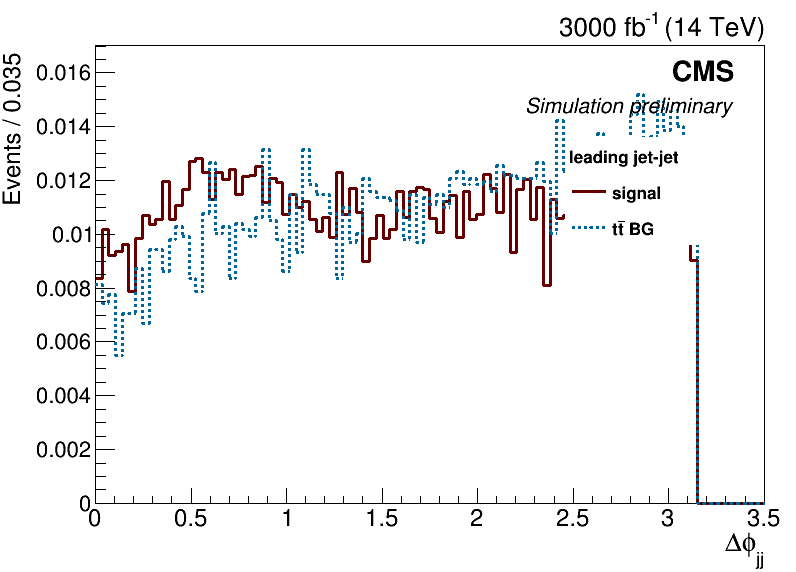 3000 fb⁻¹ (14 TeV)
CMS
Simulation preliminary
leading jet-jet
signal
tt̄ BG
Events / 0.035
0.016
0.014
0.012
0.01
0.008
0.006
0.004
0.002
0
0 0.5 1 1.5 2 2.5 3 3.5
Δϕjj